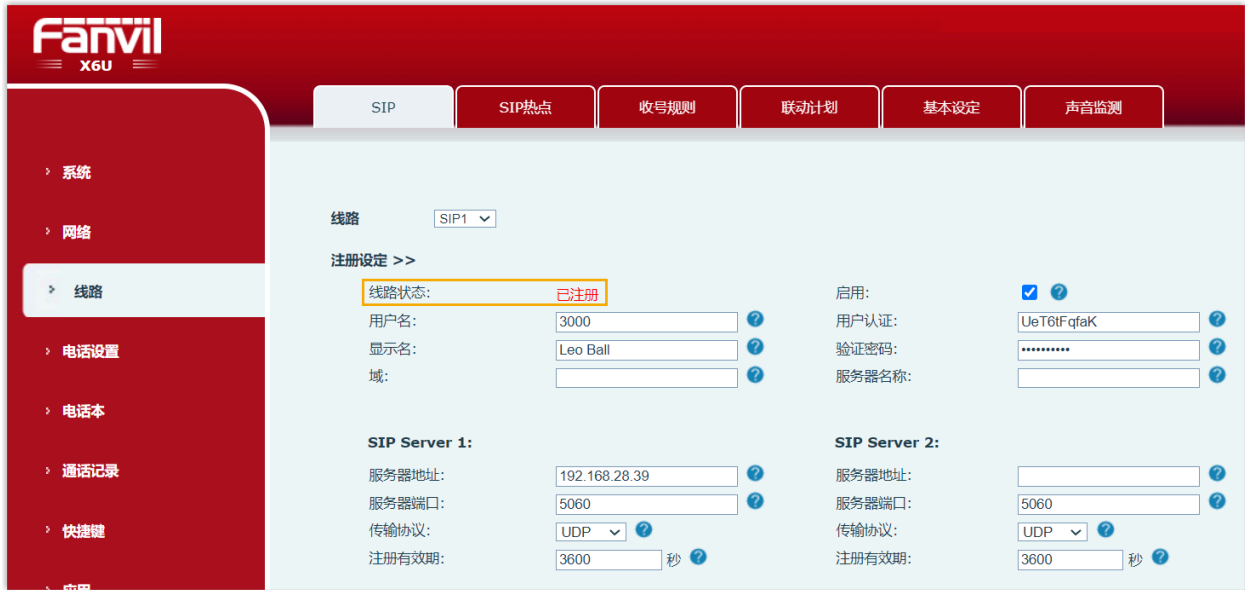 Fanvil
X6U
SIP SIP热点 收号规则 联动计划 基本设定 声音监测
系统
网络
线路
电话设置
电话本
通话记录
快捷键
应用
线路 SIP1
注册设定 >>
线路状态: 已注册 启用:
用户名: 3000 用户认证: UeT6tFqfaK
显示名: Leo Ball 验证密码: ••••••••••
域: 服务器名称:
SIP Server 1: SIP Server 2:
服务器地址: 192.168.28.39 服务器地址:
服务器端口: 5060 服务器端口: 5060
传输协议: UDP 传输协议: UDP
注册有效期: 3600 秒 注册有效期: 3600 秒